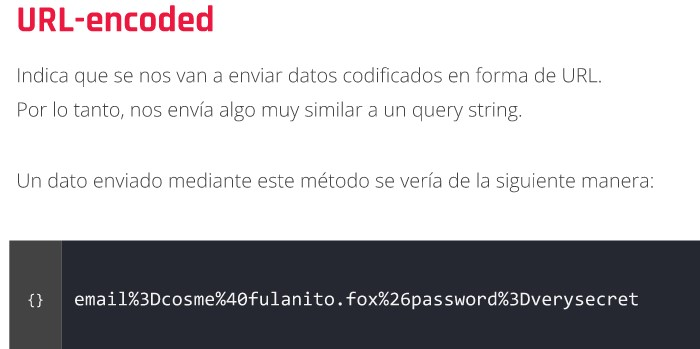 URL-encoded
Indica que se nos van a enviar datos codificados en forma de URL.
Por lo tanto, nos envía algo muy similar a un query string.
Un dato enviado mediante este método se vería de la siguiente manera:
{} email%3Dcosme%40fulanito.fox%26password%3Dverysecret